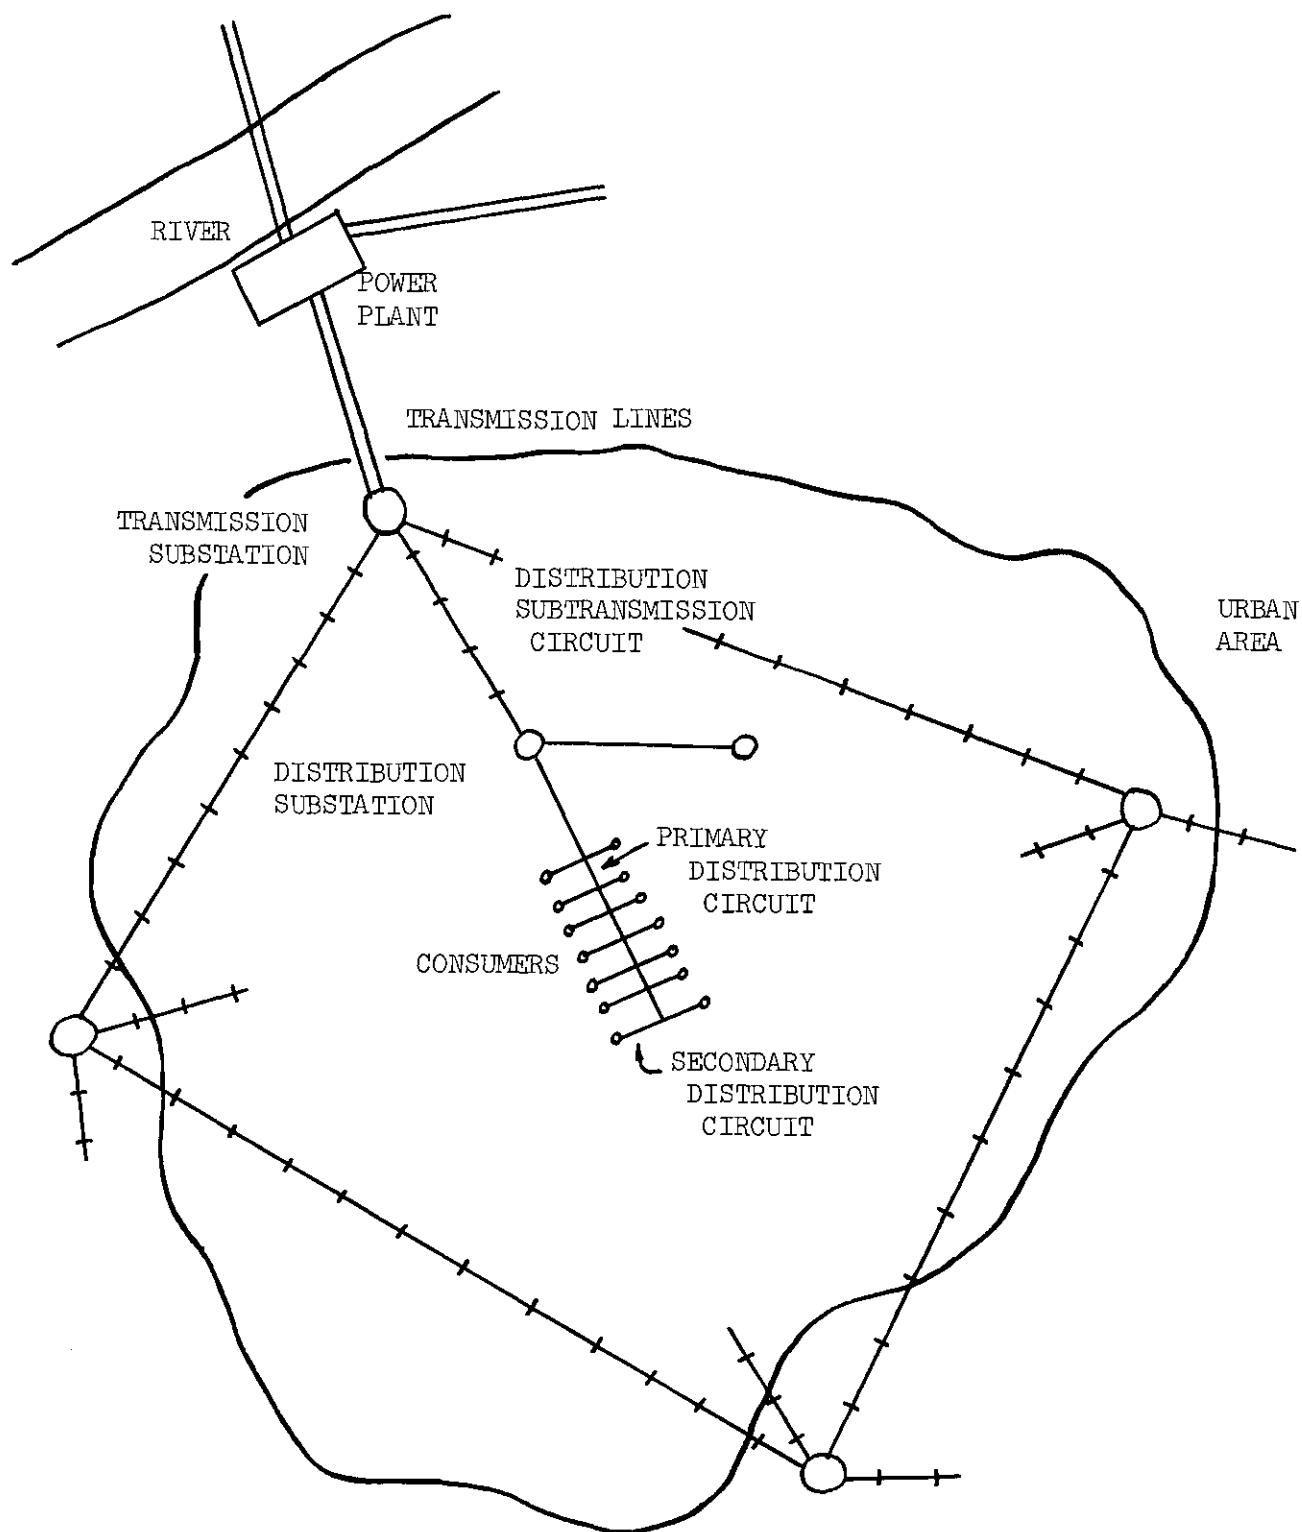 RIVER
POWER
PLANT
TRANSMISSION LINES
TRANSMISSION
SUBSTATION
DISTRIBUTION
SUBTRANSMISSION
CIRCUIT
URBAN
AREA
DISTRIBUTION
SUBSTATION
PRIMARY
DISTRIBUTION
CIRCUIT
CONSUMERS
SECONDARY
DISTRIBUTION
CIRCUIT